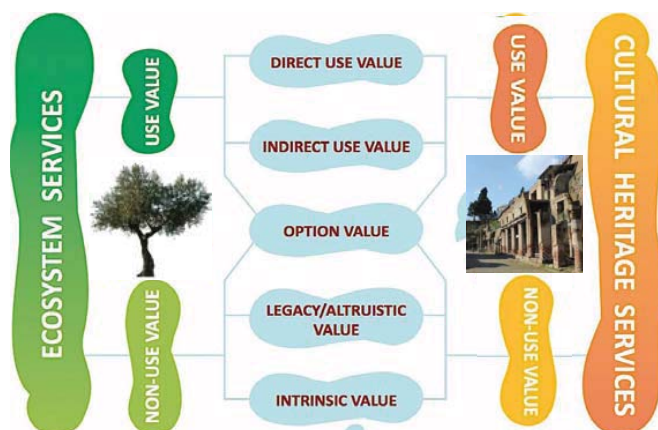 ECOSYSTEM SERVICES
USE VALUE
NON-USE VALUE
DIRECT USE VALUE
INDIRECT USE VALUE
OPTION VALUE
LEGACY/ALTRUISTIC
VALUE
INTRINSIC VALUE
USE VALUE
NON-USE VALUE
CULTURAL HERITAGE SERVICES